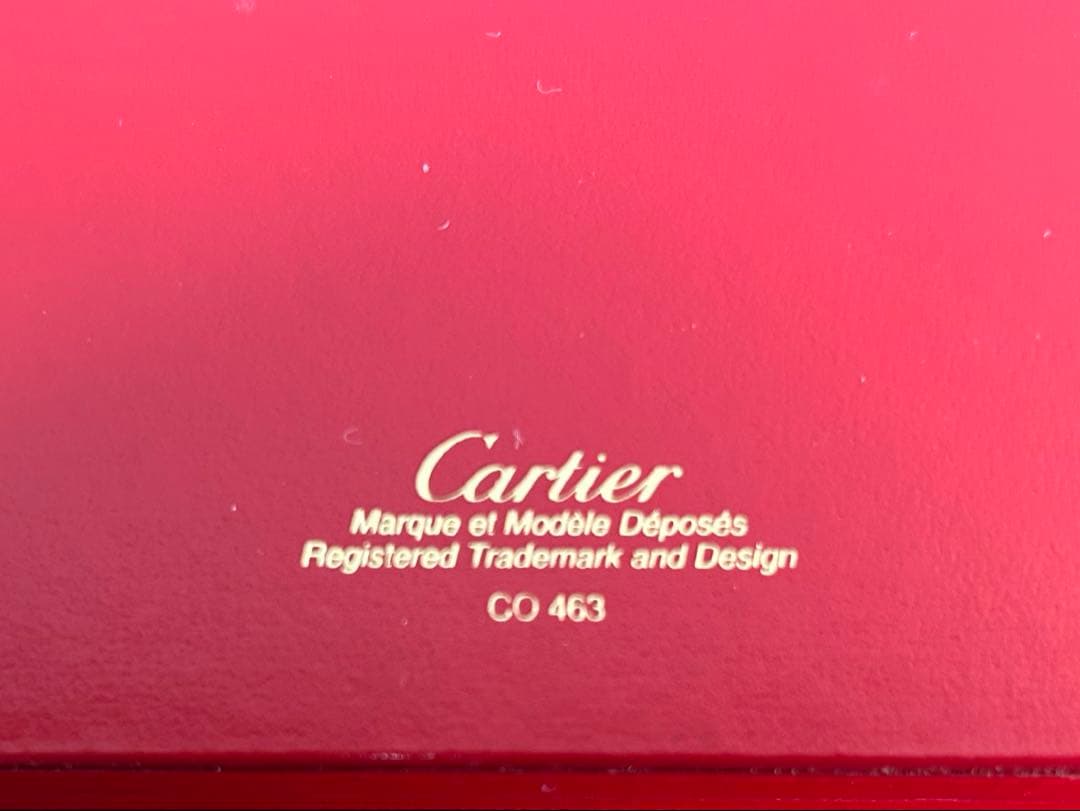 Cartier
Marque et Modèle Déposés
Registered Trademark and Design
CO 463